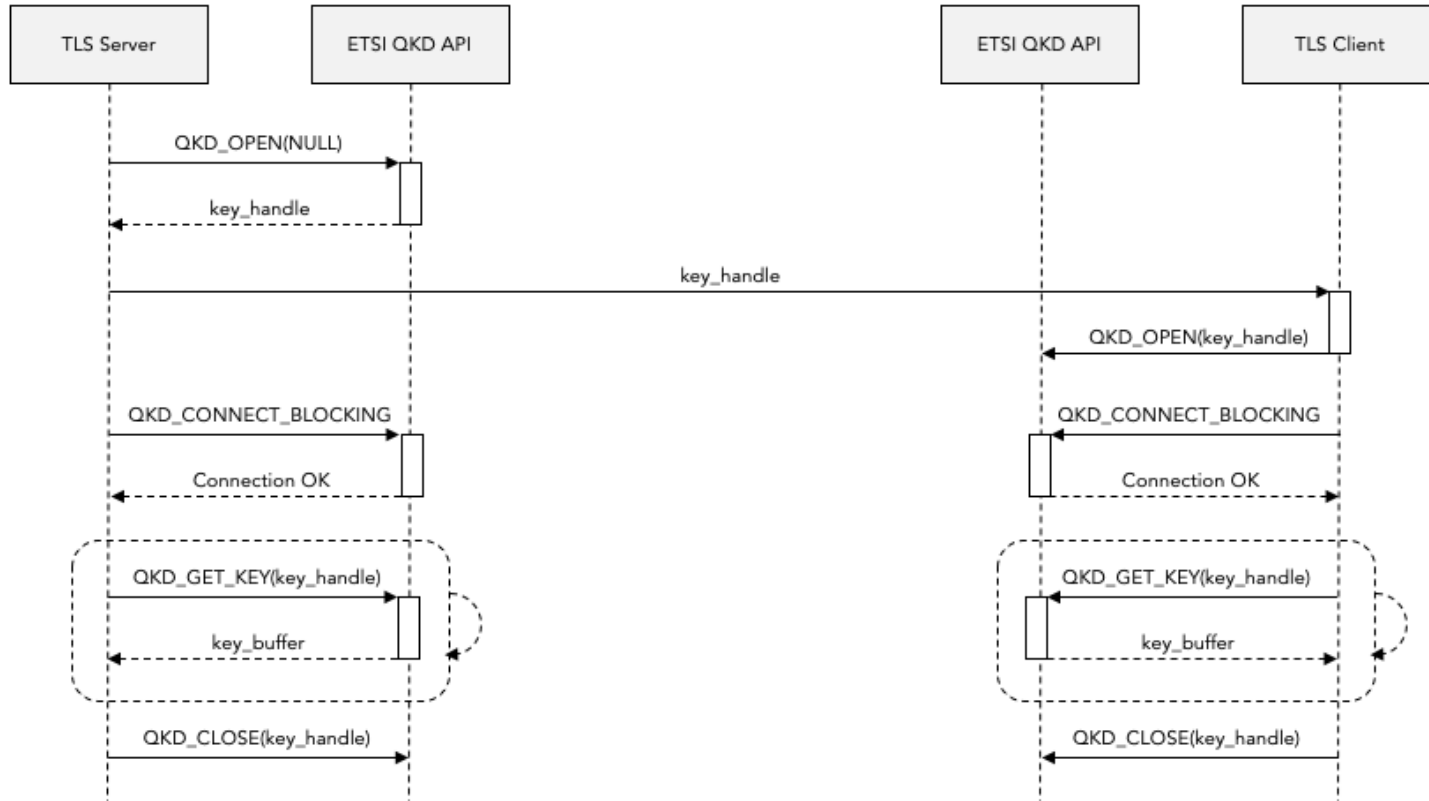 TLS Server
ETSI QKD API
ETSI QKD API
TLS Client
QKD_OPEN(NULL)
key_handle
key_handle
QKD_OPEN(key_handle)
QKD_CONNECT_BLOCKING
QKD_CONNECT_BLOCKING
Connection OK
Connection OK
QKD_GET_KEY(key_handle)
QKD_GET_KEY(key_handle)
key_buffer
key_buffer
QKD_CLOSE(key_handle)
QKD_CLOSE(key_handle)